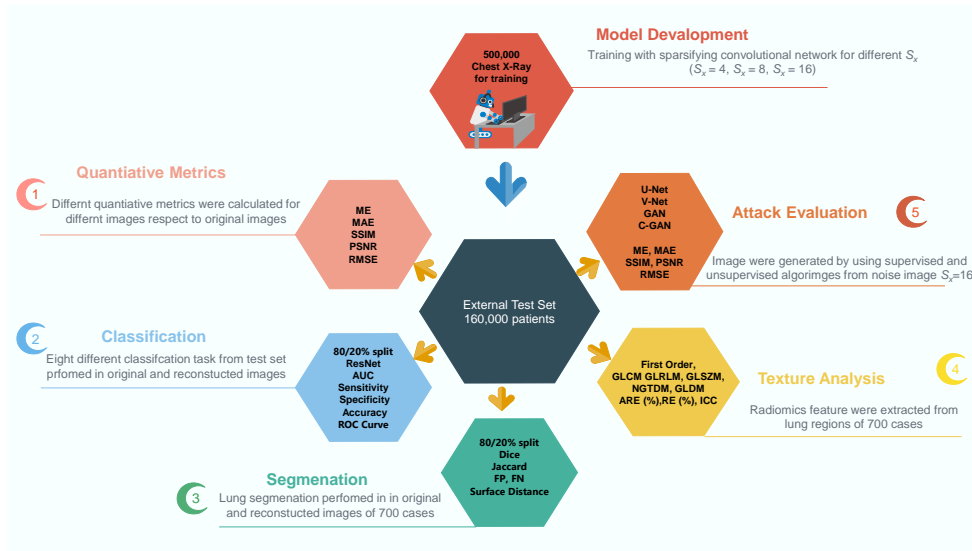 Model Devalopment
Training with sparsifying convolutional network for different Sx
(Sx = 4, Sx = 8, Sx = 16)
500,000
Chest X-Ray
for training
Quantiative Metrics
1
Differnt quantiative metrics were calculated for
differnt images respect to original images
ME
MAE
SSIM
PSNR
RMSE
U-Net
V-Net
GAN
C-GAN
ME, MAE
SSIM, PSNR
RMSE
Attack Evaluation
5
Image were generated by using supervised and
unsupervised algorimges from noise image Sx=16
External Test Set
160,000 patients
Classification
2
Eight different classifcation task from test set
prfomed in original and reconstucted images
80/20% split
ResNet
AUC
Sensitivity
Specificity
Accuracy
ROC Curve
First Order,
GLCM GLRLM, GLSZM,
NGTDM, GLDM
ARE (%),RE (%), ICC
Texture Analysis
4
Radiomics feature were extracted from
lung regions of 700 cases
80/20% split
Dice
Jaccard
FP, FN
Surface Distance
Segmenation
3
Lung segmenation perfomed in in original
and reconstucted images of 700 cases